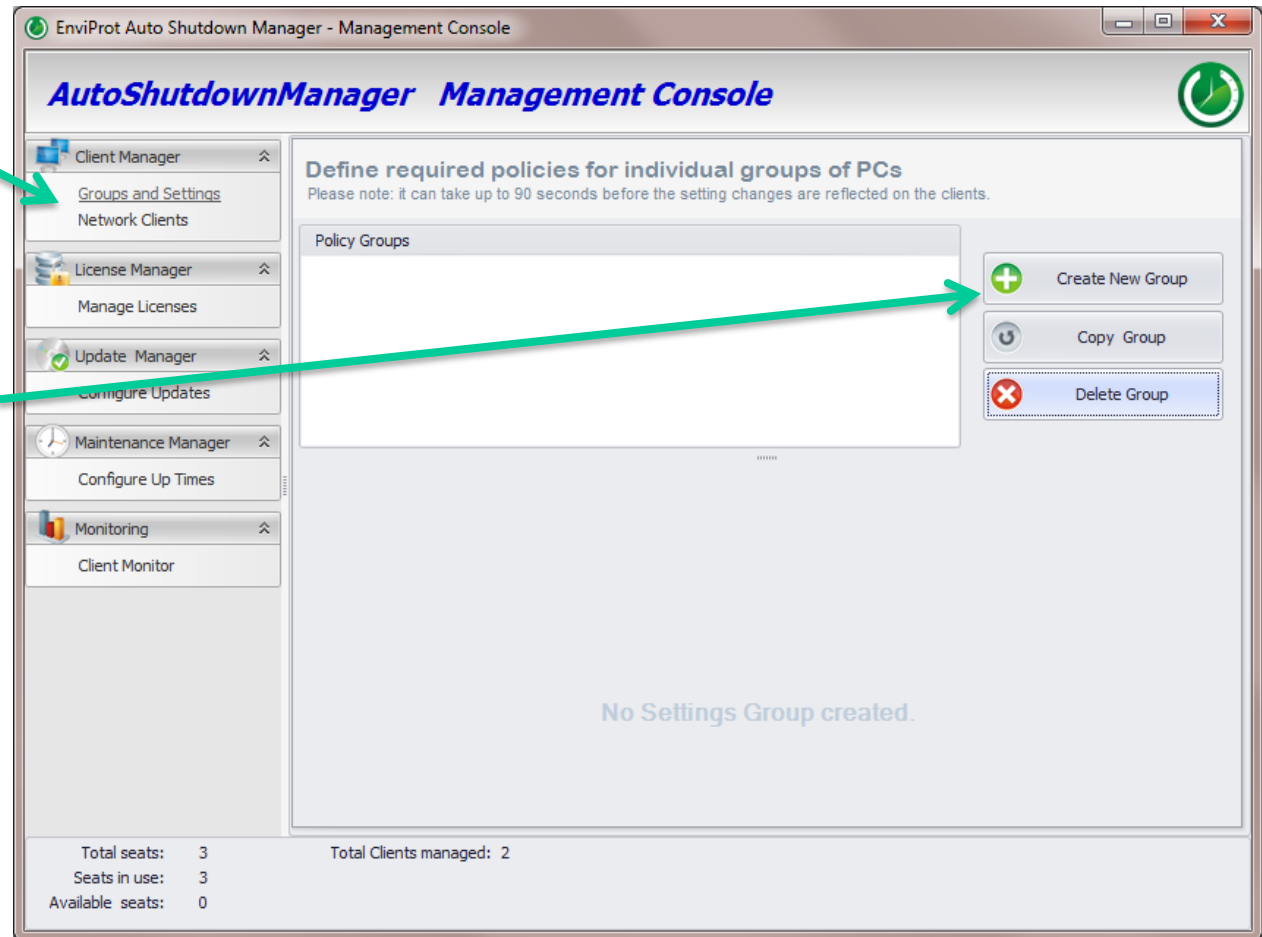 EnviProt Auto Shutdown Manager - Management Console
AutoShutdownManager Management Console
Client Manager
Groups and Settings
Network Clients
License Manager
Manage Licenses
Update Manager
Configure Updates
Maintenance Manager
Configure Up Times
Monitoring
Client Monitor
Define required policies for individual groups of PCs
Please note: it can take up to 90 seconds before the setting changes are reflected on the clients.
Policy Groups
Create New Group
Copy Group
Delete Group
No Settings Group created.
Total seats: 3
Seats in use: 3
Available seats: 0
Total Clients managed: 2